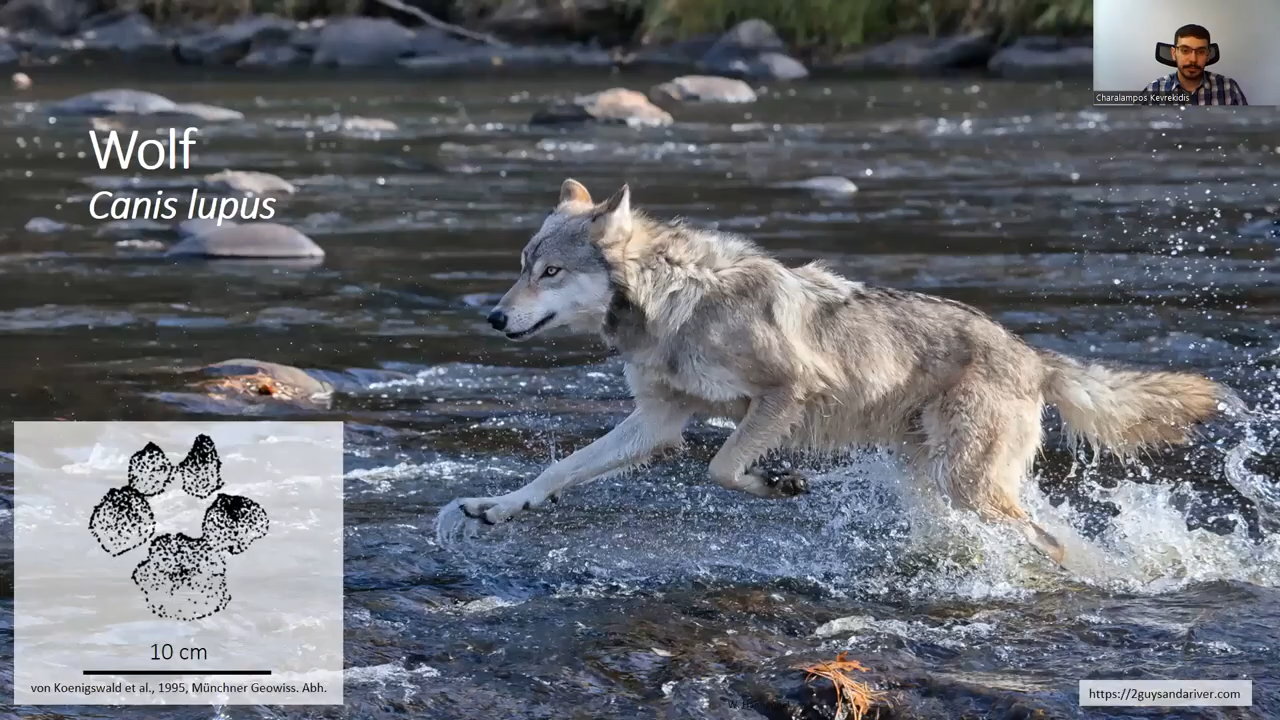 Charalampos Kevrekidis
Wolf
Canis lupus
10 cm
von Koenigswald et al., 1995, Münchner Geowiss. Abh.
https://2guysandariver.com